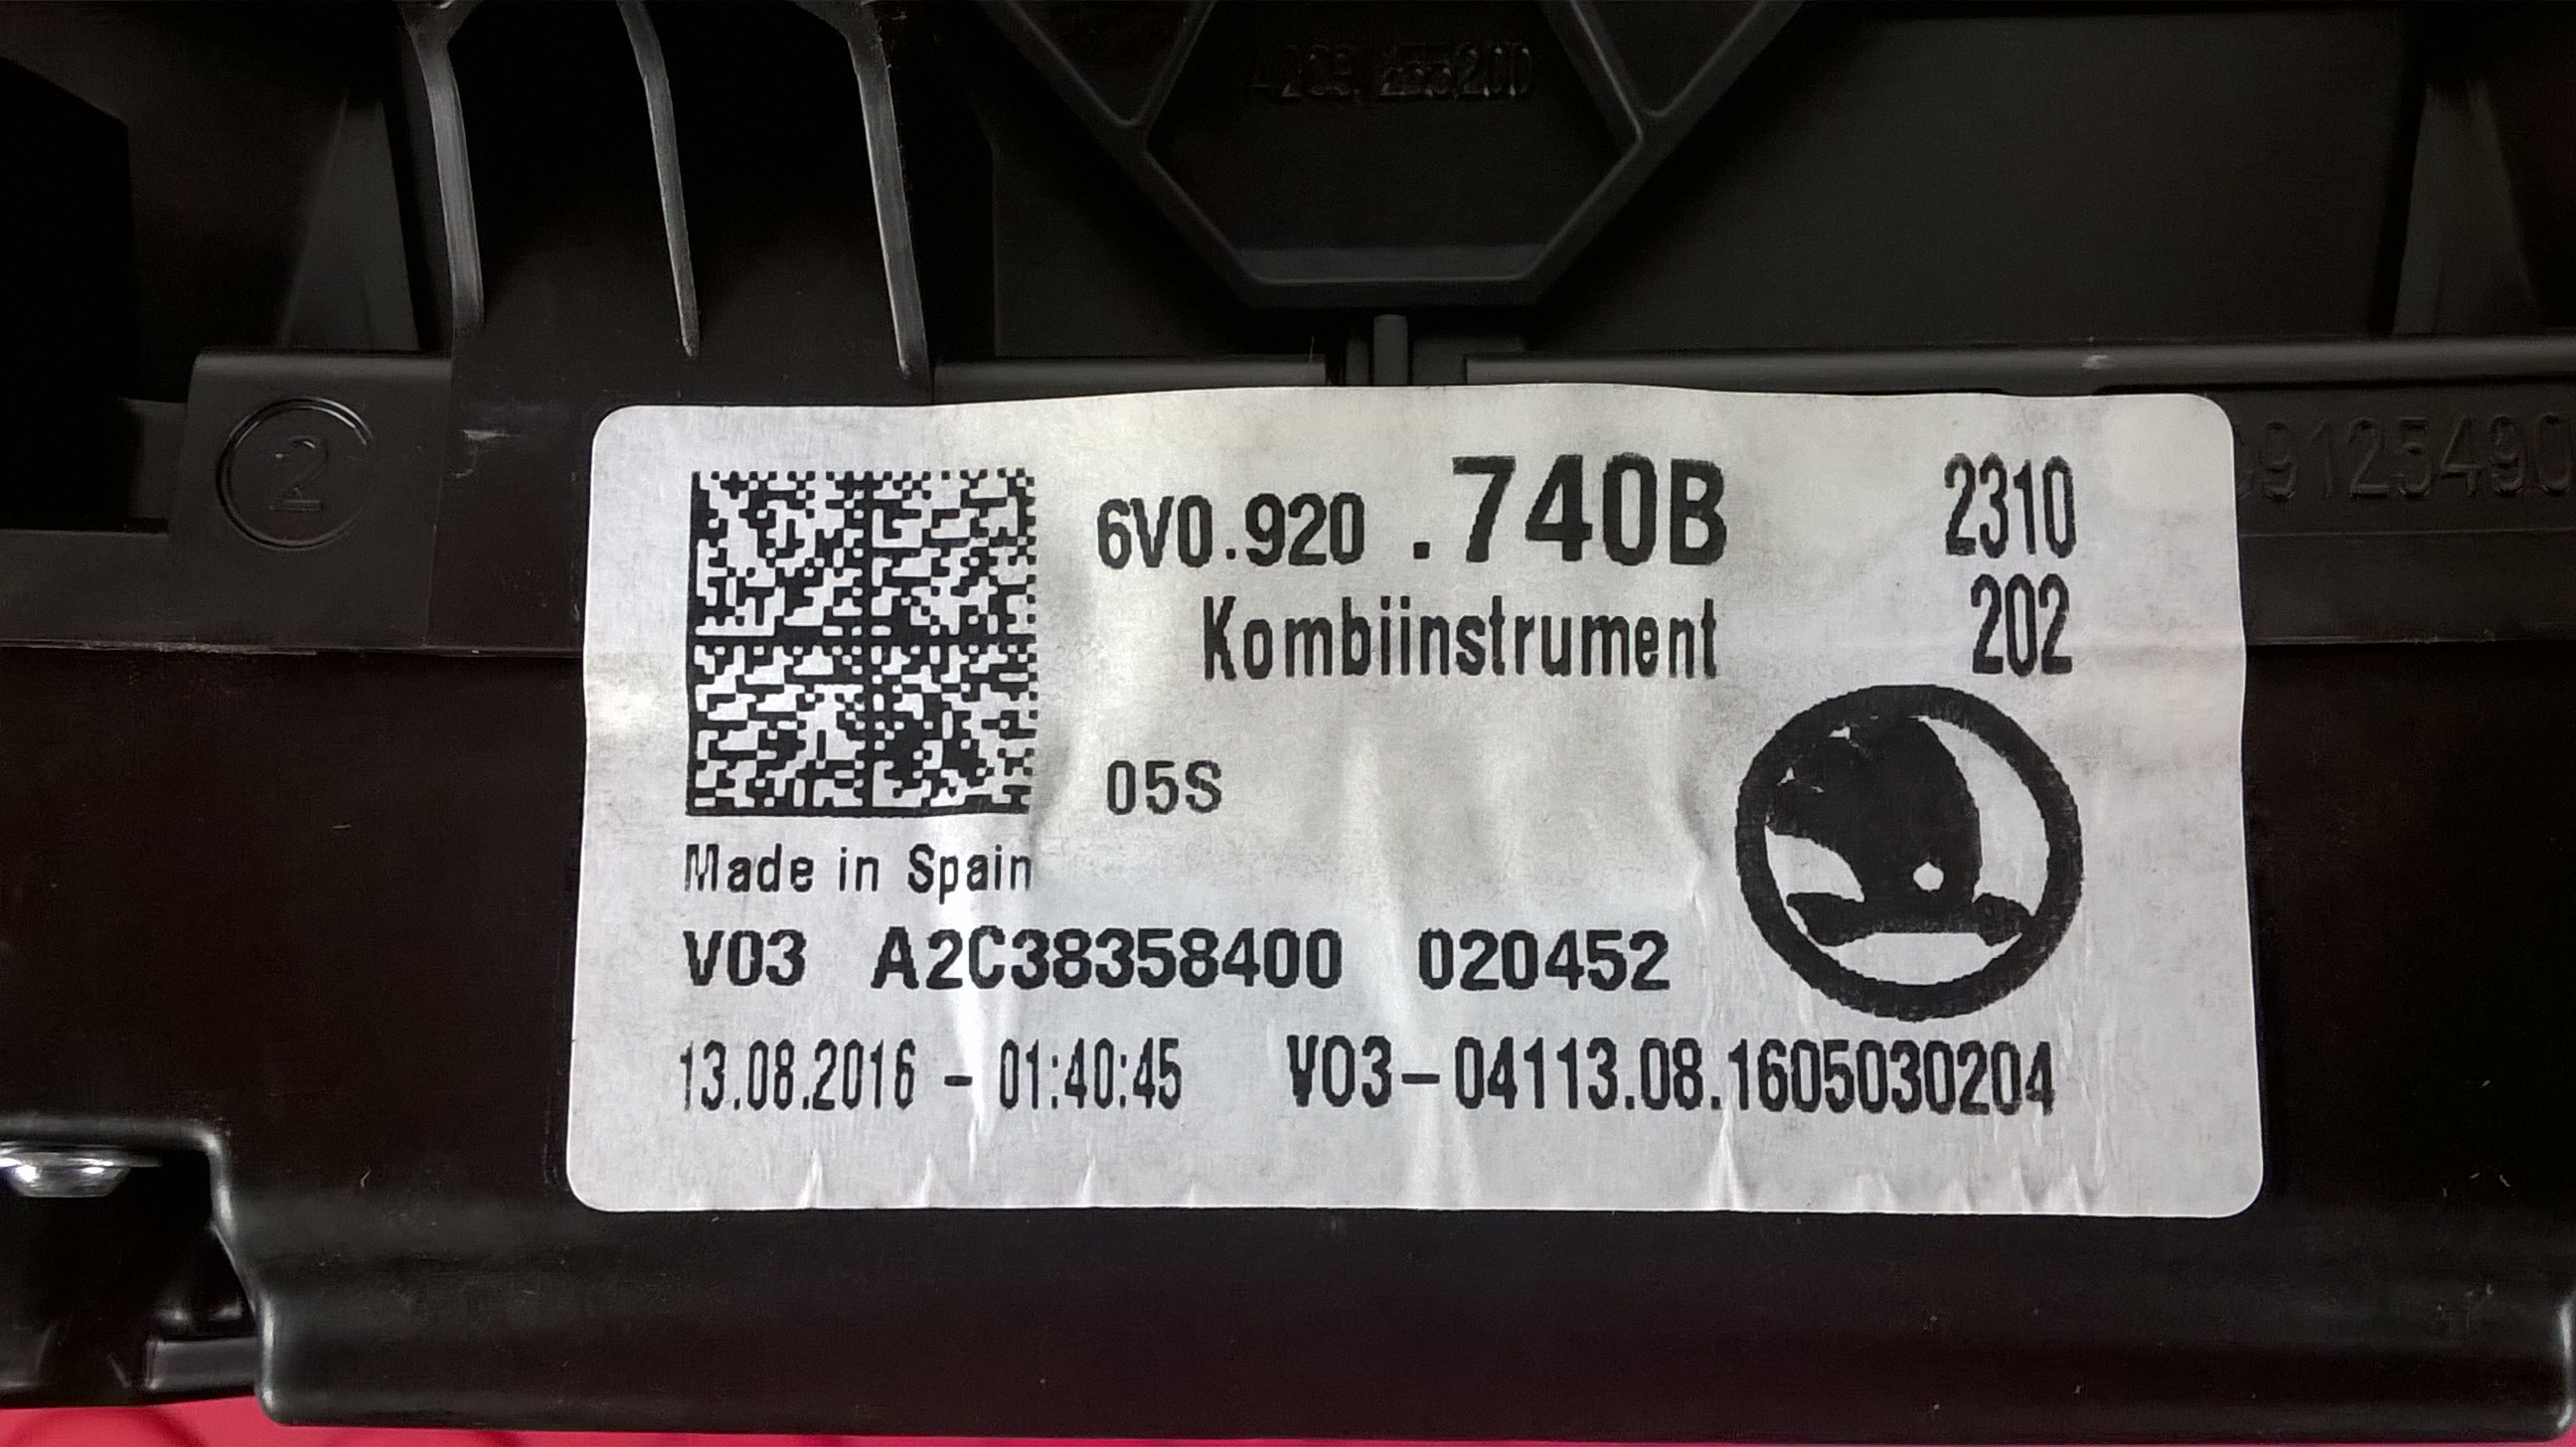 2
6V0.920 .740B 2310
Kombiinstrument 202
05S
Made in Spain
V03 A2C38358400 020452
13.08.2016 - 01:40:45 V03-04113.08.1605030204